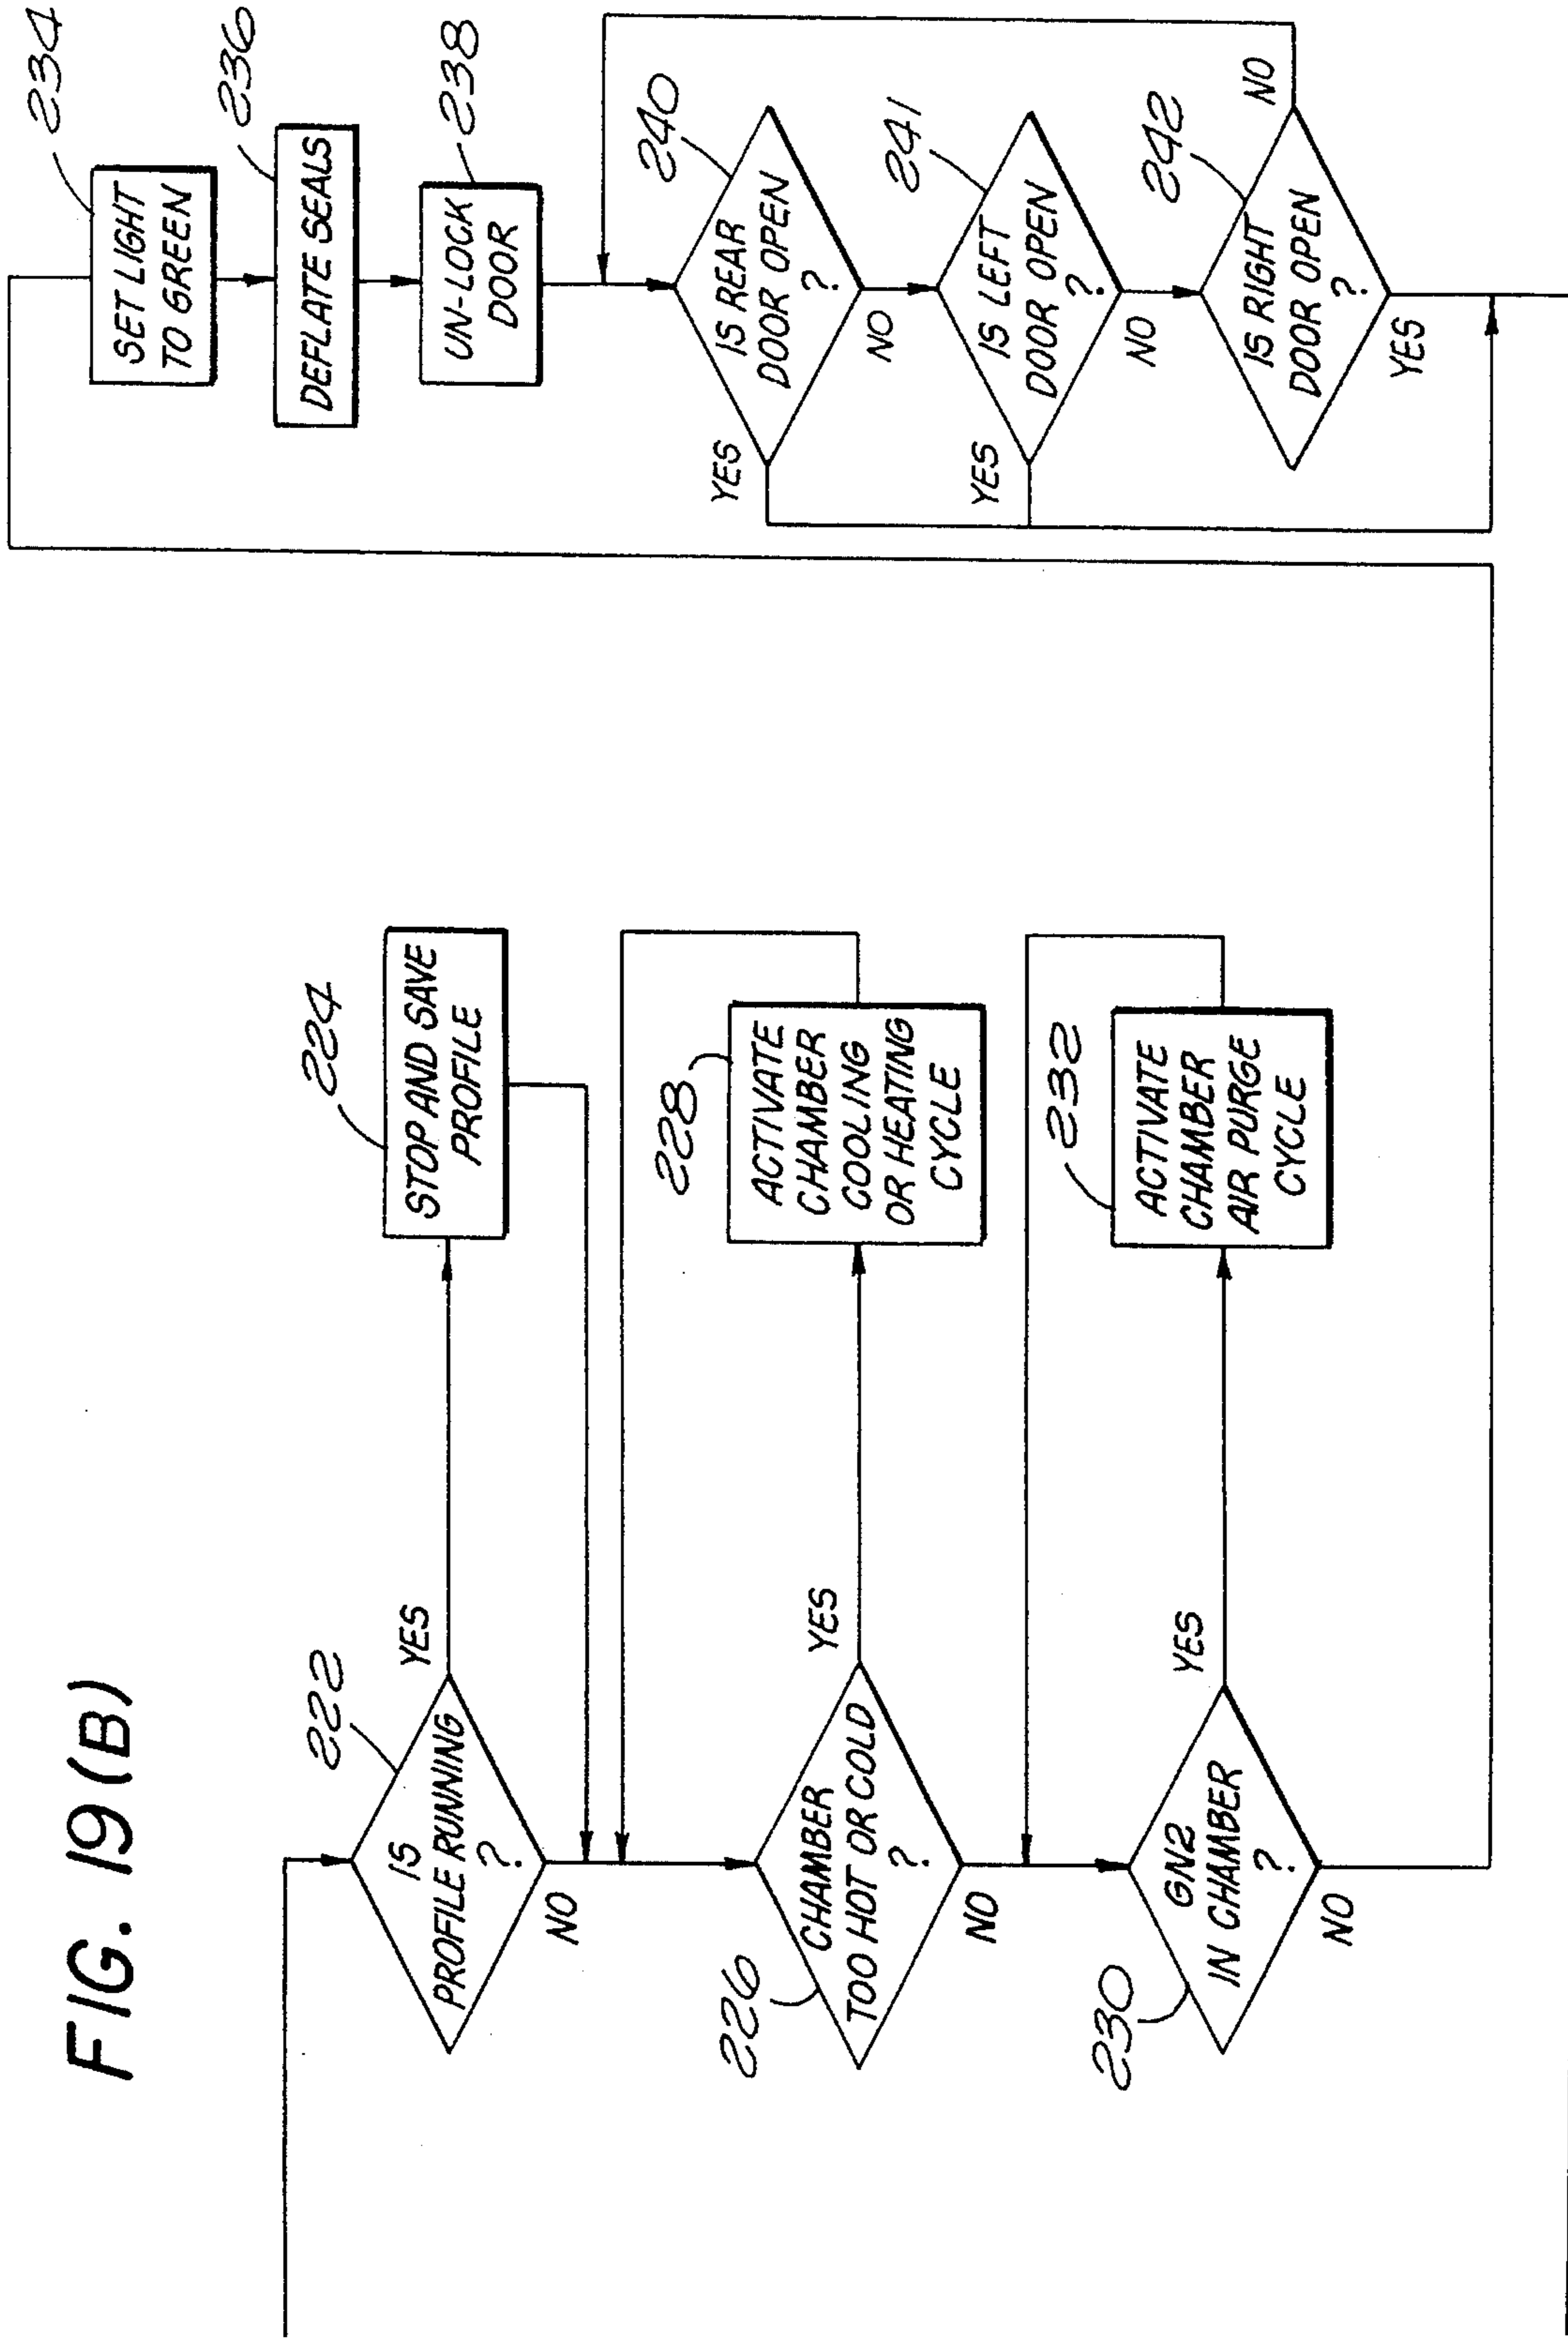 FIG. 19(B)
222
IS
PROFILE RUNNING
?
YES
NO
224
STOP AND SAVE
PROFILE
226
CHAMBER
TOO HOT OR COLD
?
YES
NO
228
ACTIVATE
CHAMBER
COOLING
OR HEATING
CYCLE
230
GN2
IN CHAMBER
?
YES
NO
232
ACTIVATE
CHAMBER
AIR PURGE
CYCLE
234
SET LIGHT
TO GREEN
236
DEFLATE SEALS
238
UN-LOCK
DOOR
240
IS REAR
DOOR OPEN
?
YES
NO
241
IS LEFT
DOOR OPEN
?
YES
NO
242
IS RIGHT
DOOR OPEN
?
NO
YES